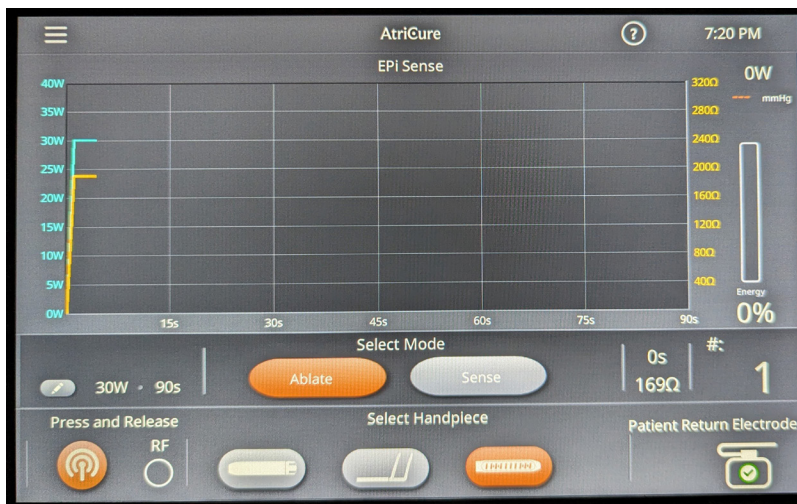 AtriCure
?
7:20 PM
EPi Sense
0W
--- mmHg
40W
35W
30W
25W
20W
15W
10W
5W
0W
320Ω
280Ω
240Ω
200Ω
160Ω
120Ω
80Ω
40Ω
15s
30s
45s
60s
75s
90s
Energy
0%
Select Mode
30W
90s
Ablate
Sense
0s
169Ω
#:
1
Press and Release
RF
Select Handpiece
Patient Return Electrode